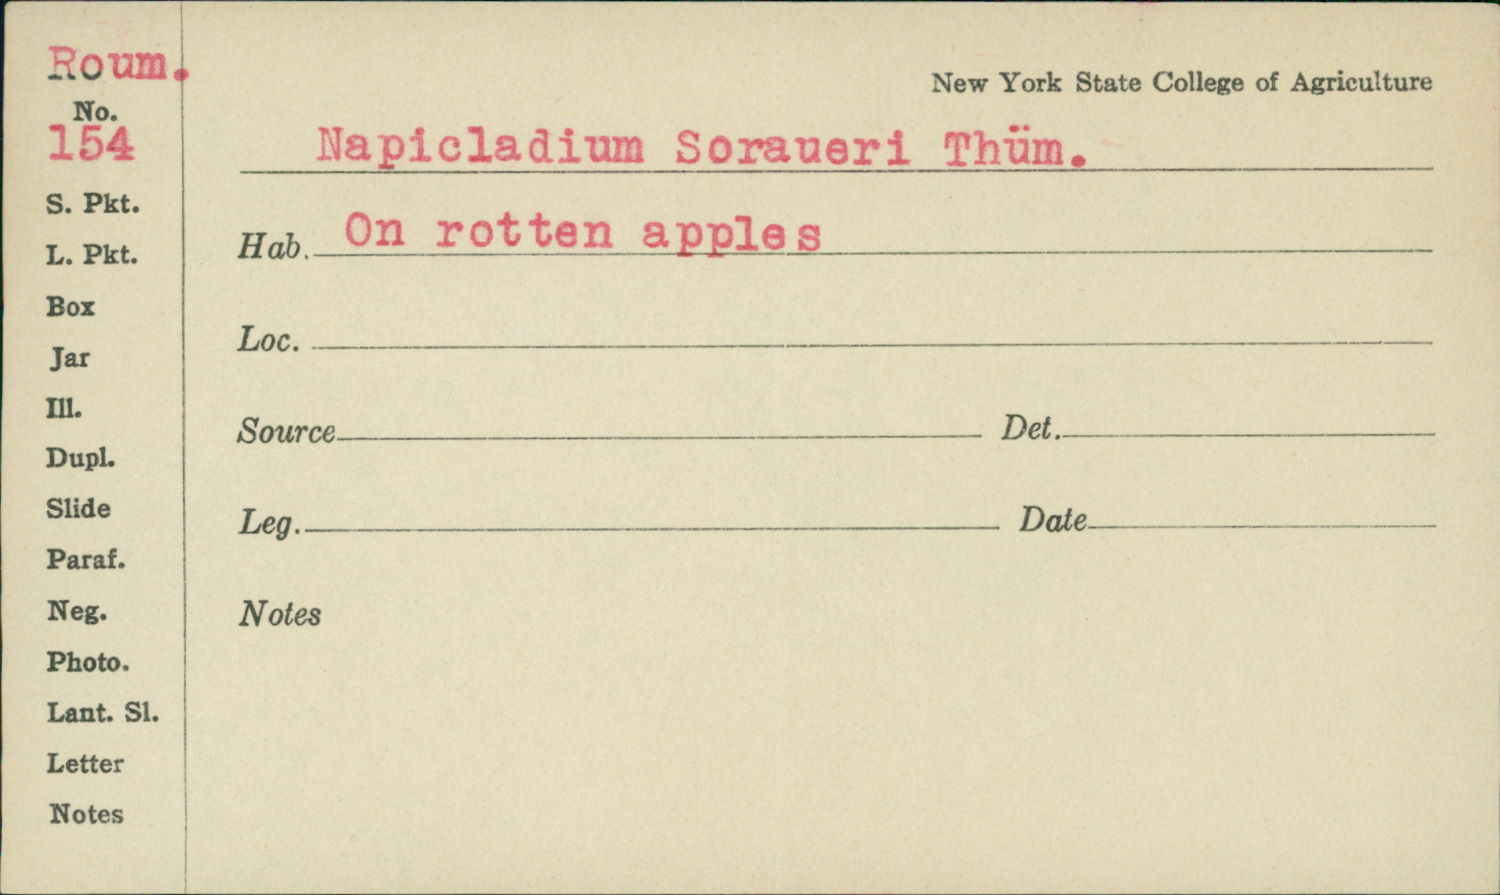 Roum.
New York State College of Agriculture
No.
154
Napicladium Soraueri Thüm.
S. Pkt.
Hab. On rotten apples
L. Pkt.
Box
Loc.
Jar
Ill.
Source Det.
Dupl.
Slide
Leg. Date
Paraf.
Neg.
Notes
Photo.
Lant. Sl.
Letter
Notes